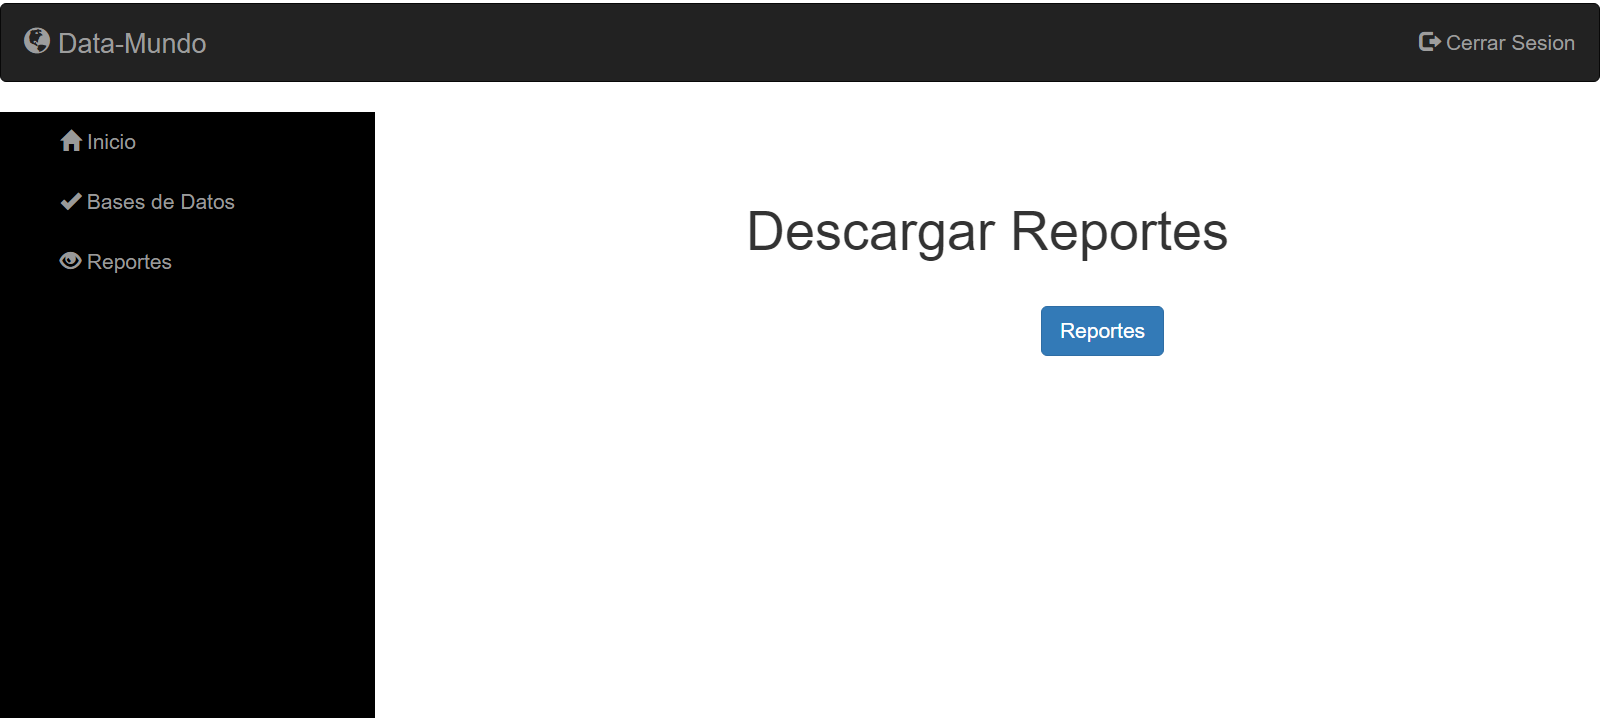 Data-Mundo
Cerrar Sesion
Inicio
Bases de Datos
Reportes
Descargar Reportes
Reportes